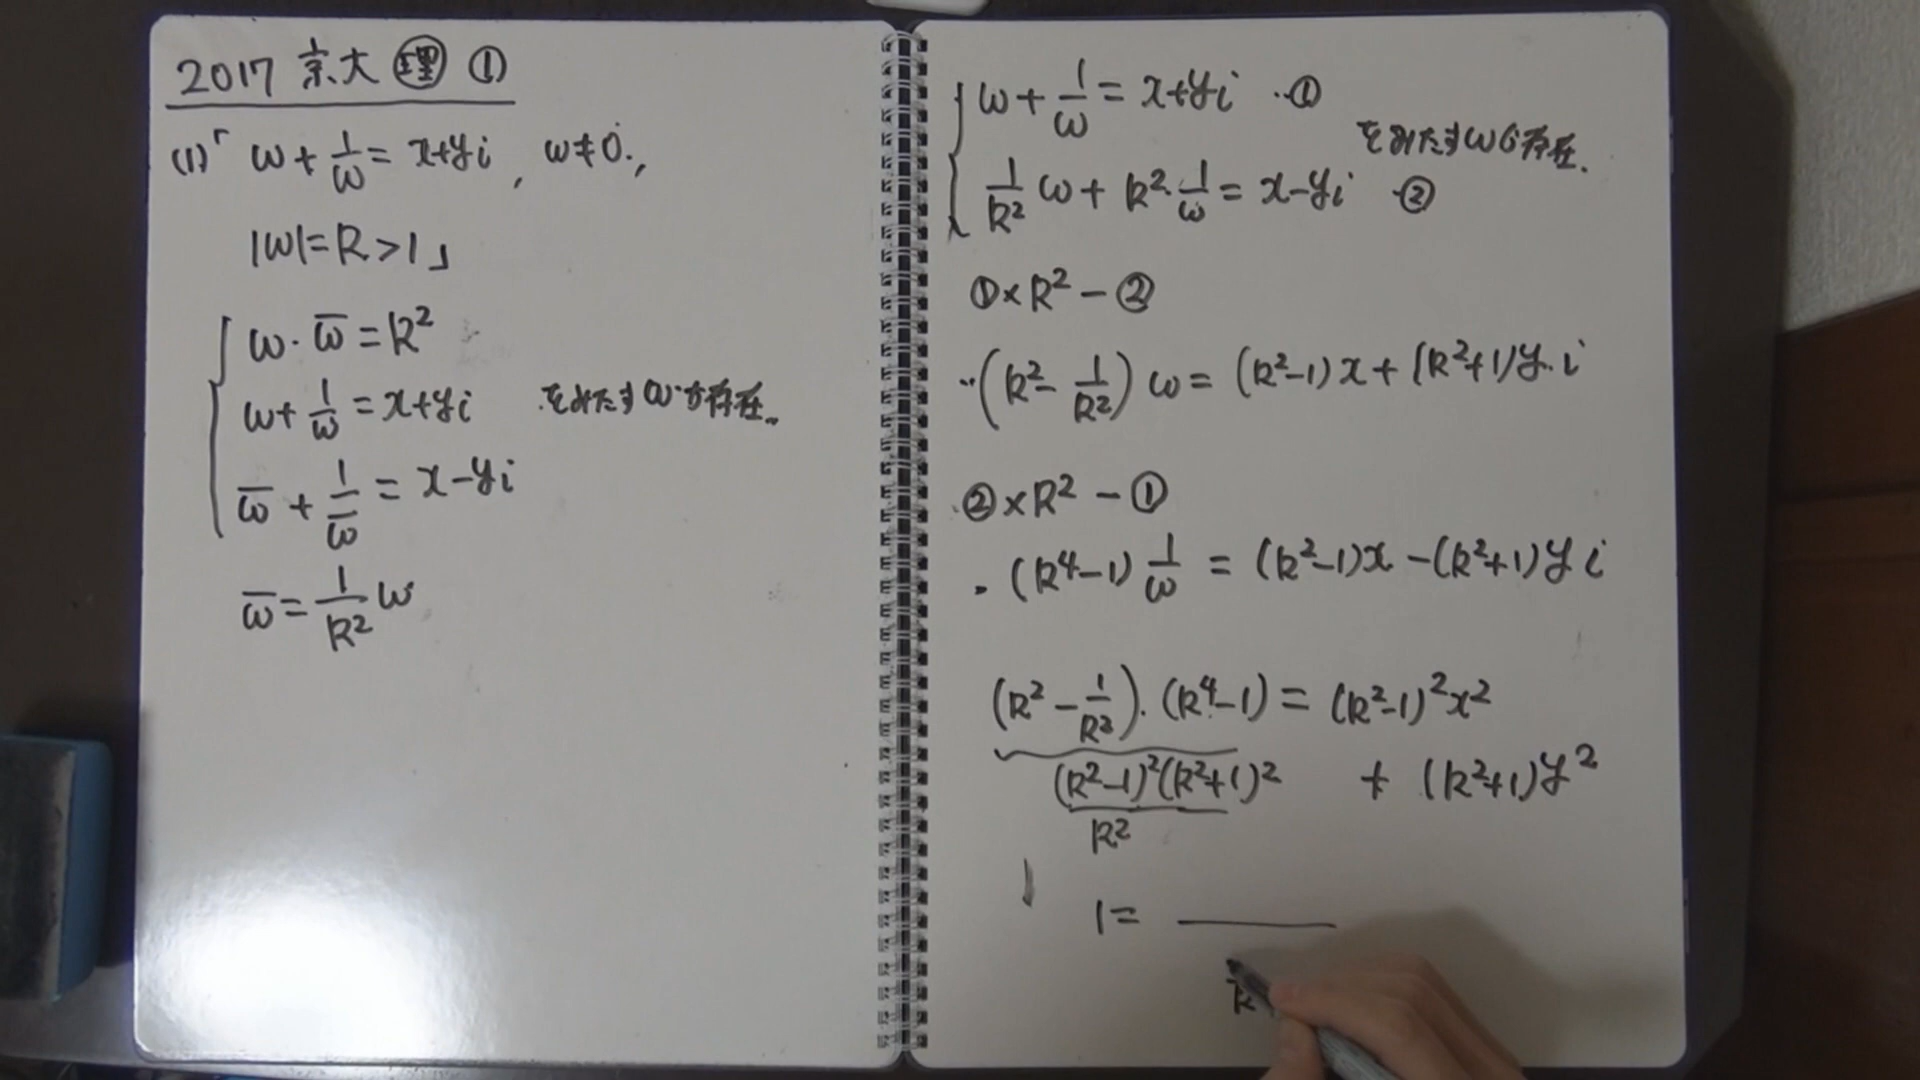 2017 京大 理 ①
(1)「 ω + 1/ω = x+yi , ω≠0.,
|ω| = R > 1」
ω・ω̅ = R²
ω + 1/ω = x+yi をみたすωが存在。
ω̅ + 1/ω̅ = x-yi
ω̅ = 1/R² ω
ω + 1/ω = x+yi ・・①
をみたすωが存在.
1/R² ω + R²・1/ω = x-yi ・②
①×R² - ②
・・(R² - 1/R²) ω = (R²-1)x + (R²+1)y・i
・②×R² - ①
・(R⁴-1) 1/ω = (R²-1)x - (R²+1)y i
(R² - 1/R²)・(R⁴-1) = (R²-1)²x²
(R²-1)²(R²+1)²/R² + (R²+1)y²
↓ 1 =
R